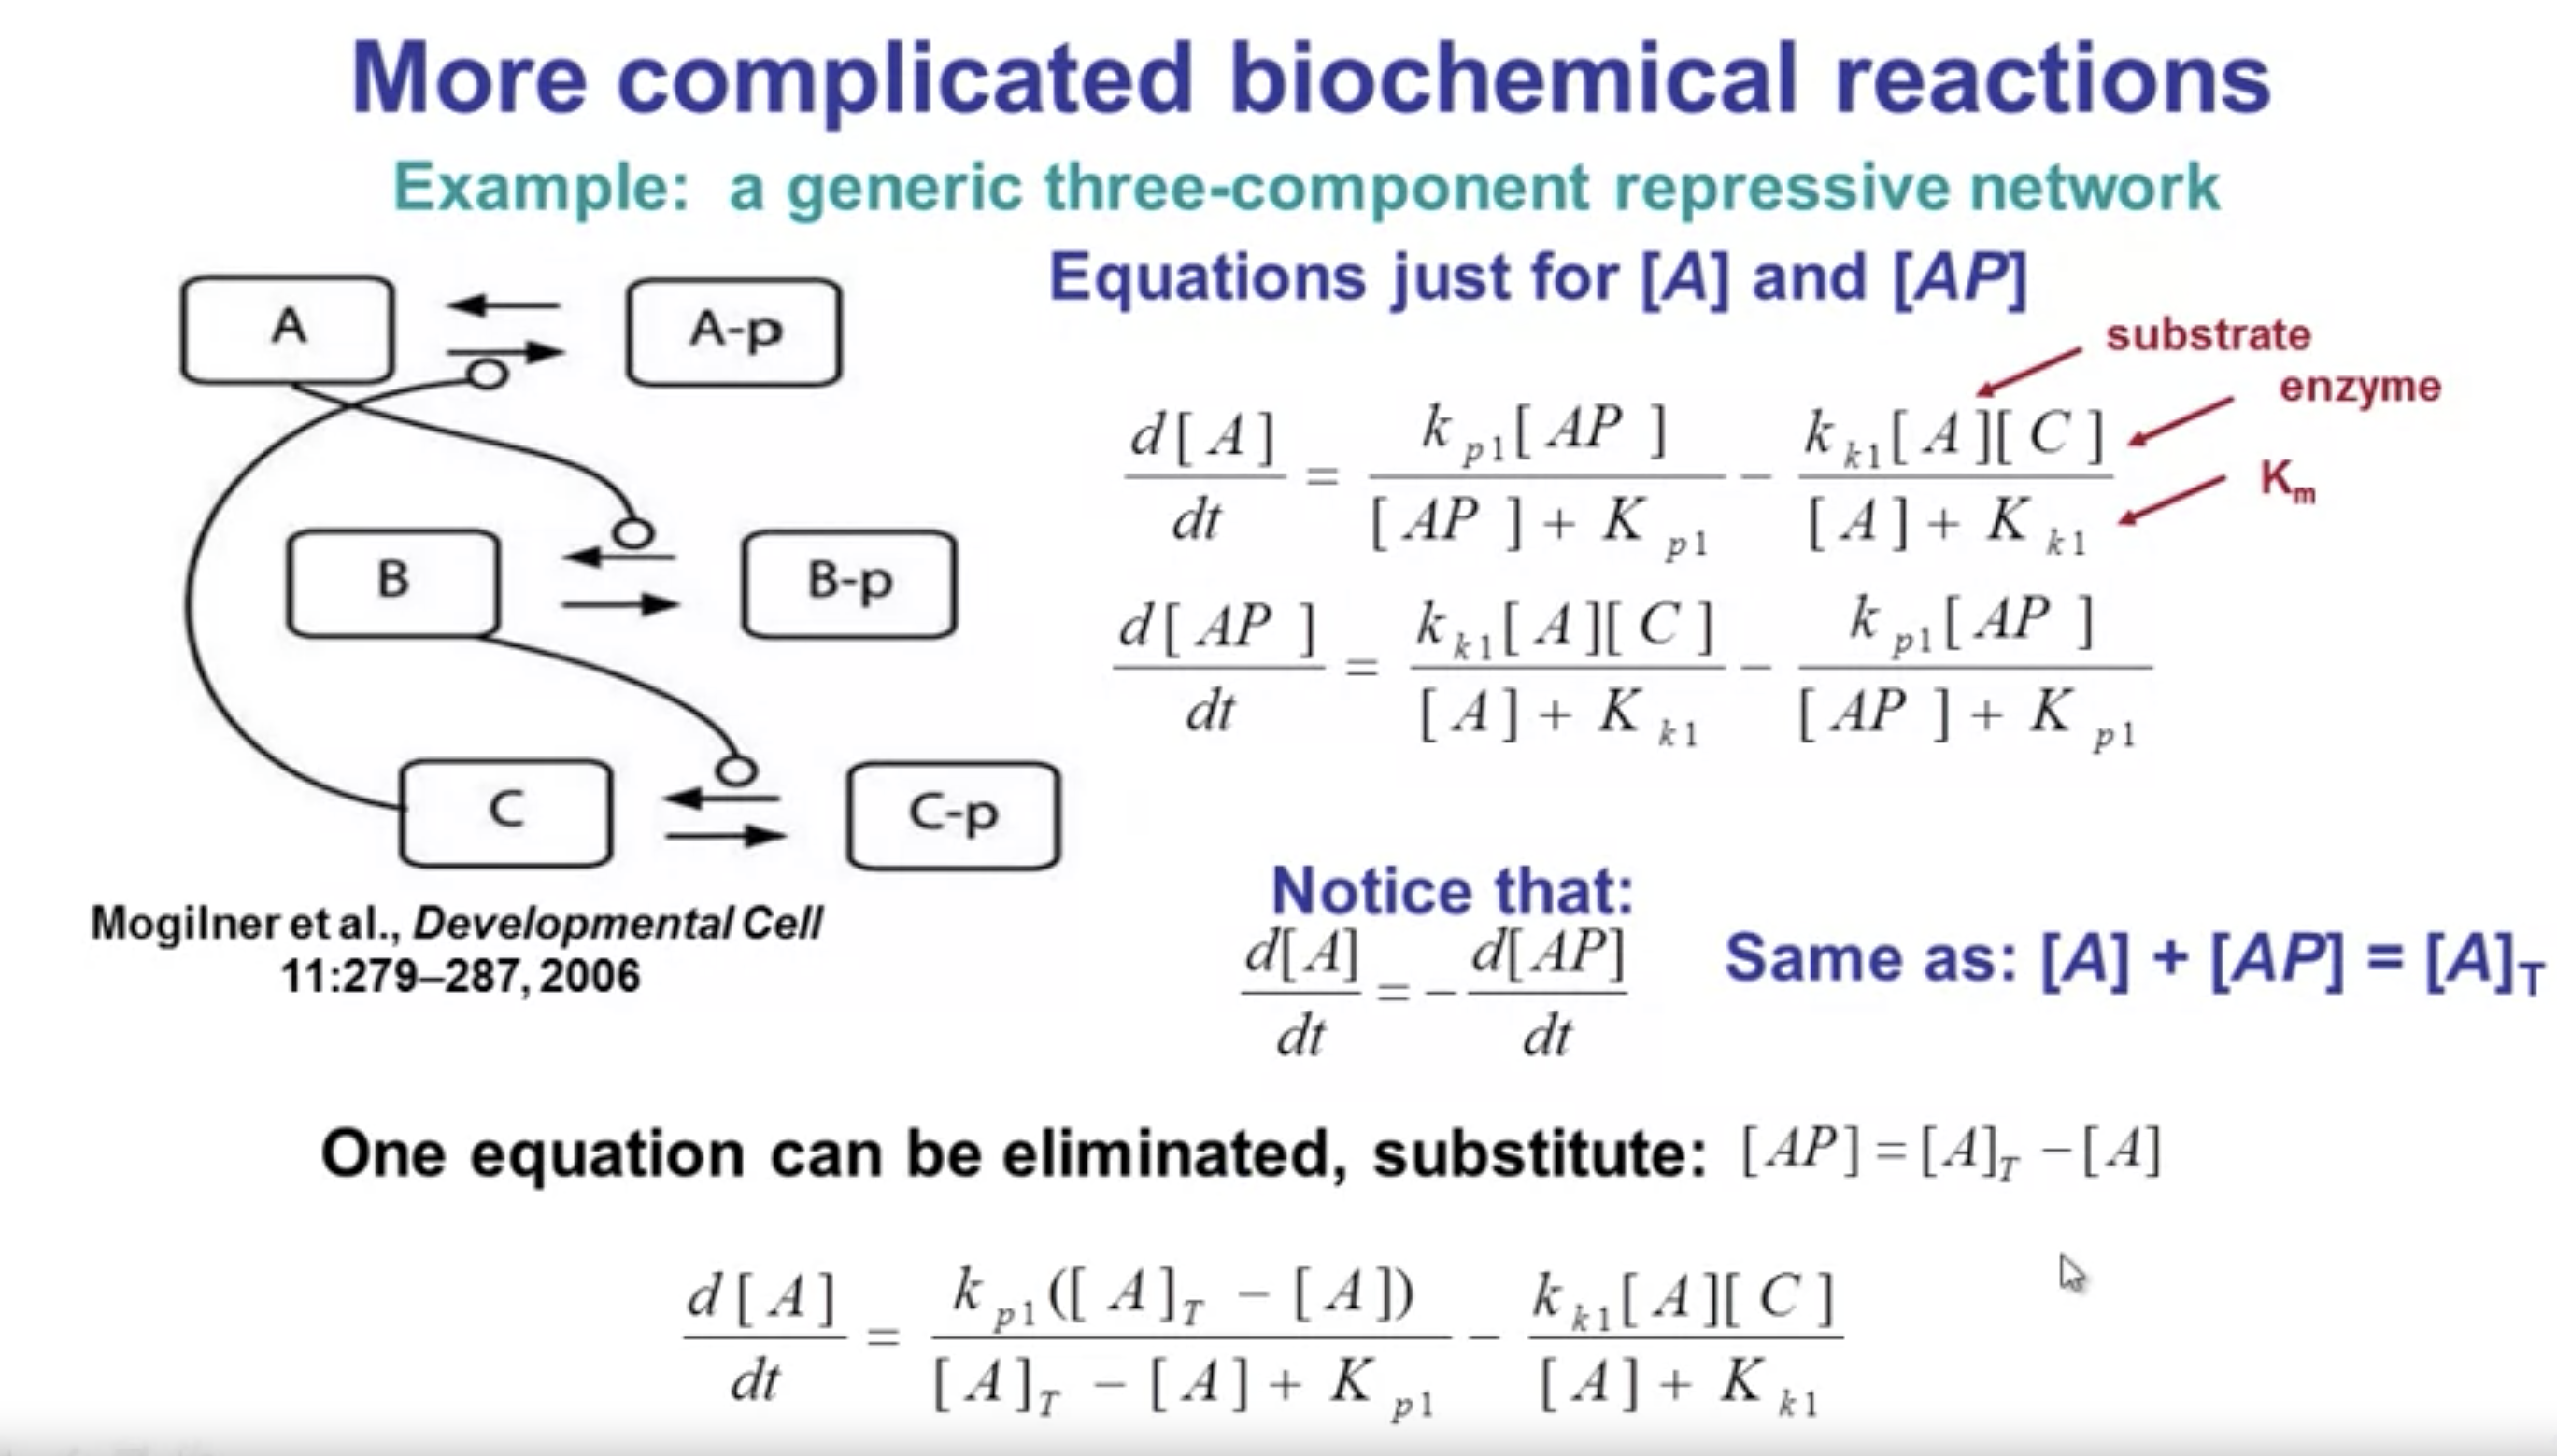 More complicated biochemical reactions
Example: a generic three-component repressive network
Equations just for [A] and [AP]
A
A-p
B
B-p
C
C-p
Mogilner et al., Developmental Cell
11:279–287, 2006
substrate
enzyme
K_m
\frac{d[A]}{dt} = \frac{k_{p1}[AP]}{[AP] + K_{p1}} - \frac{k_{k1}[A][C]}{[A] + K_{k1}}
\frac{d[AP]}{dt} = \frac{k_{k1}[A][C]}{[A] + K_{k1}} - \frac{k_{p1}[AP]}{[AP] + K_{p1}}
Notice that:
\frac{d[A]}{dt} = -\frac{d[AP]}{dt}
Same as: [A] + [AP] = [A]_T
One equation can be eliminated, substitute: [AP] = [A]_T - [A]
\frac{d[A]}{dt} = \frac{k_{p1}([A]_T - [A])}{[A]_T - [A] + K_{p1}} - \frac{k_{k1}[A][C]}{[A] + K_{k1}}